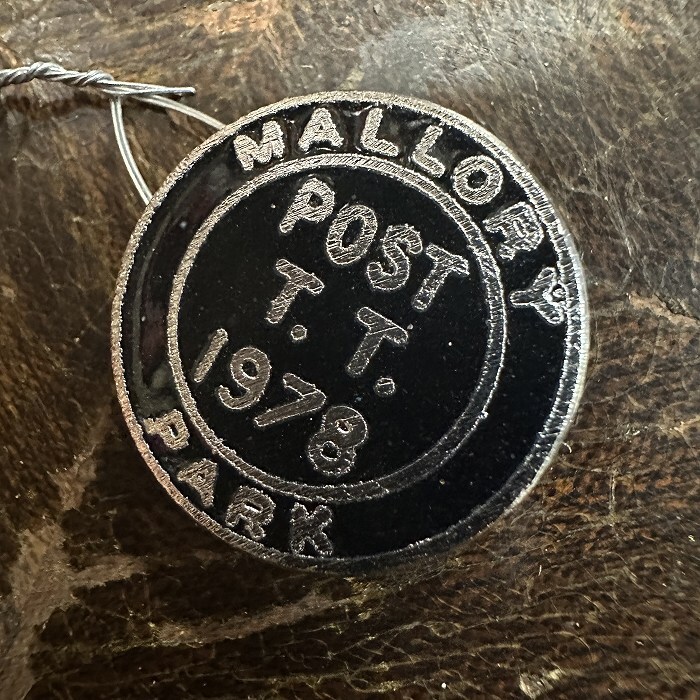 MALLORY
POST
T. T.
1978
PARK